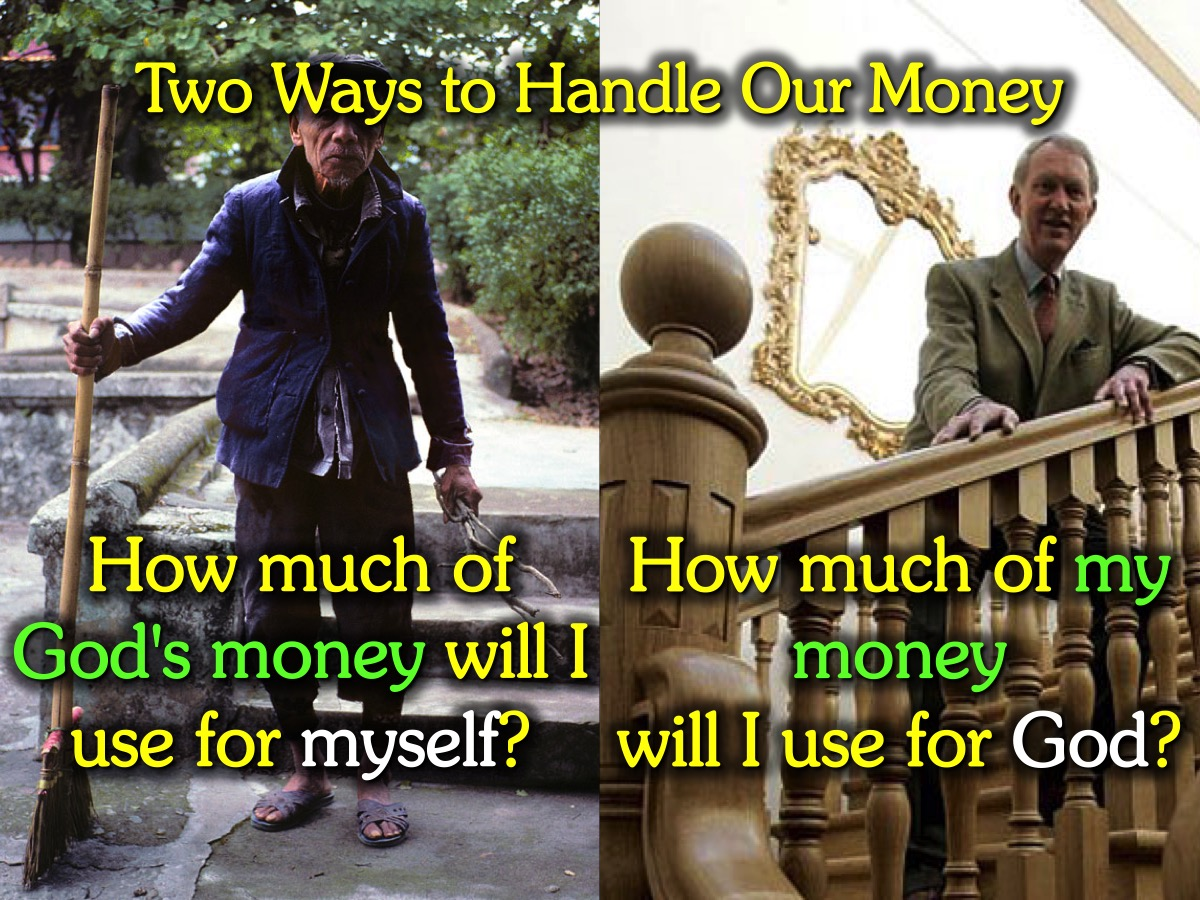 Two Ways to Handle Our Money
How much of
God's money will I
use for myself?
How much of my
money
will I use for God?